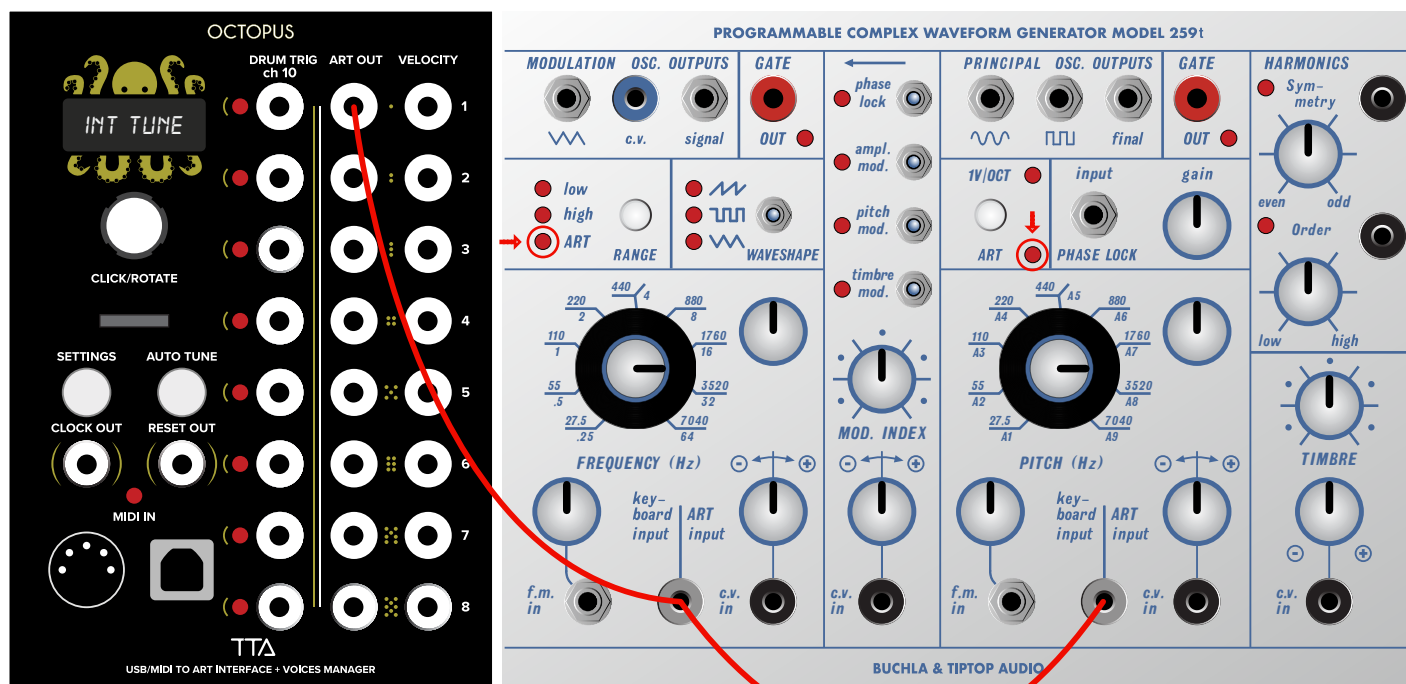 OCTOPUS
DRUM TRIG
ch 10
ART OUT
VELOCITY
INT TUNE
CLICK/ROTATE
SETTINGS
AUTO TUNE
CLOCK OUT
RESET OUT
MIDI IN
1
2
3
4
5
6
7
8
TTA
USB/MIDI TO ART INTERFACE + VOICES MANAGER
PROGRAMMABLE COMPLEX WAVEFORM GENERATOR MODEL 259t
MODULATION OSC. OUTPUTS
c.v.
signal
GATE
OUT
low
high
ART
RANGE
WAVESHAPE
440
4
220
2
880
8
110
1
1760
16
55
.5
3520
32
27.5
.25
7040
64
FREQUENCY (Hz)
- +
key-
board
input
ART
input
f.m.
in
c.v.
in
phase
lock
ampl.
mod.
pitch
mod.
timbre
mod.
MOD. INDEX
c.v.
in
PRINCIPAL OSC. OUTPUTS
final
GATE
OUT
1V/OCT
ART
input
PHASE LOCK
gain
440
A5
220
A4
880
A6
110
A3
1760
A7
55
A2
3520
A8
27.5
A1
7040
A9
PITCH (Hz)
- +
key-
board
input
ART
input
f.m.
in
c.v.
in
HARMONICS
Sym-
metry
even
odd
Order
low
high
TIMBRE
- +
c.v.
in
BUCHLA & TIPTOP AUDIO